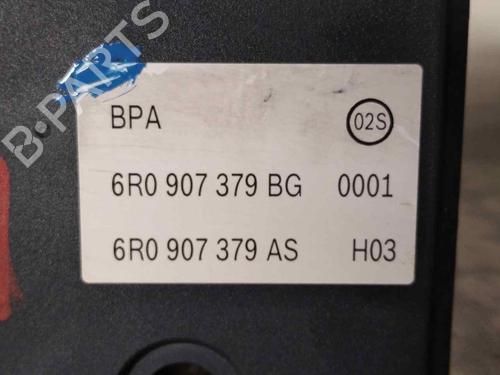 B-PARTS
BPA 02S
6R0 907 379 BG 0001
6R0 907 379 AS H03